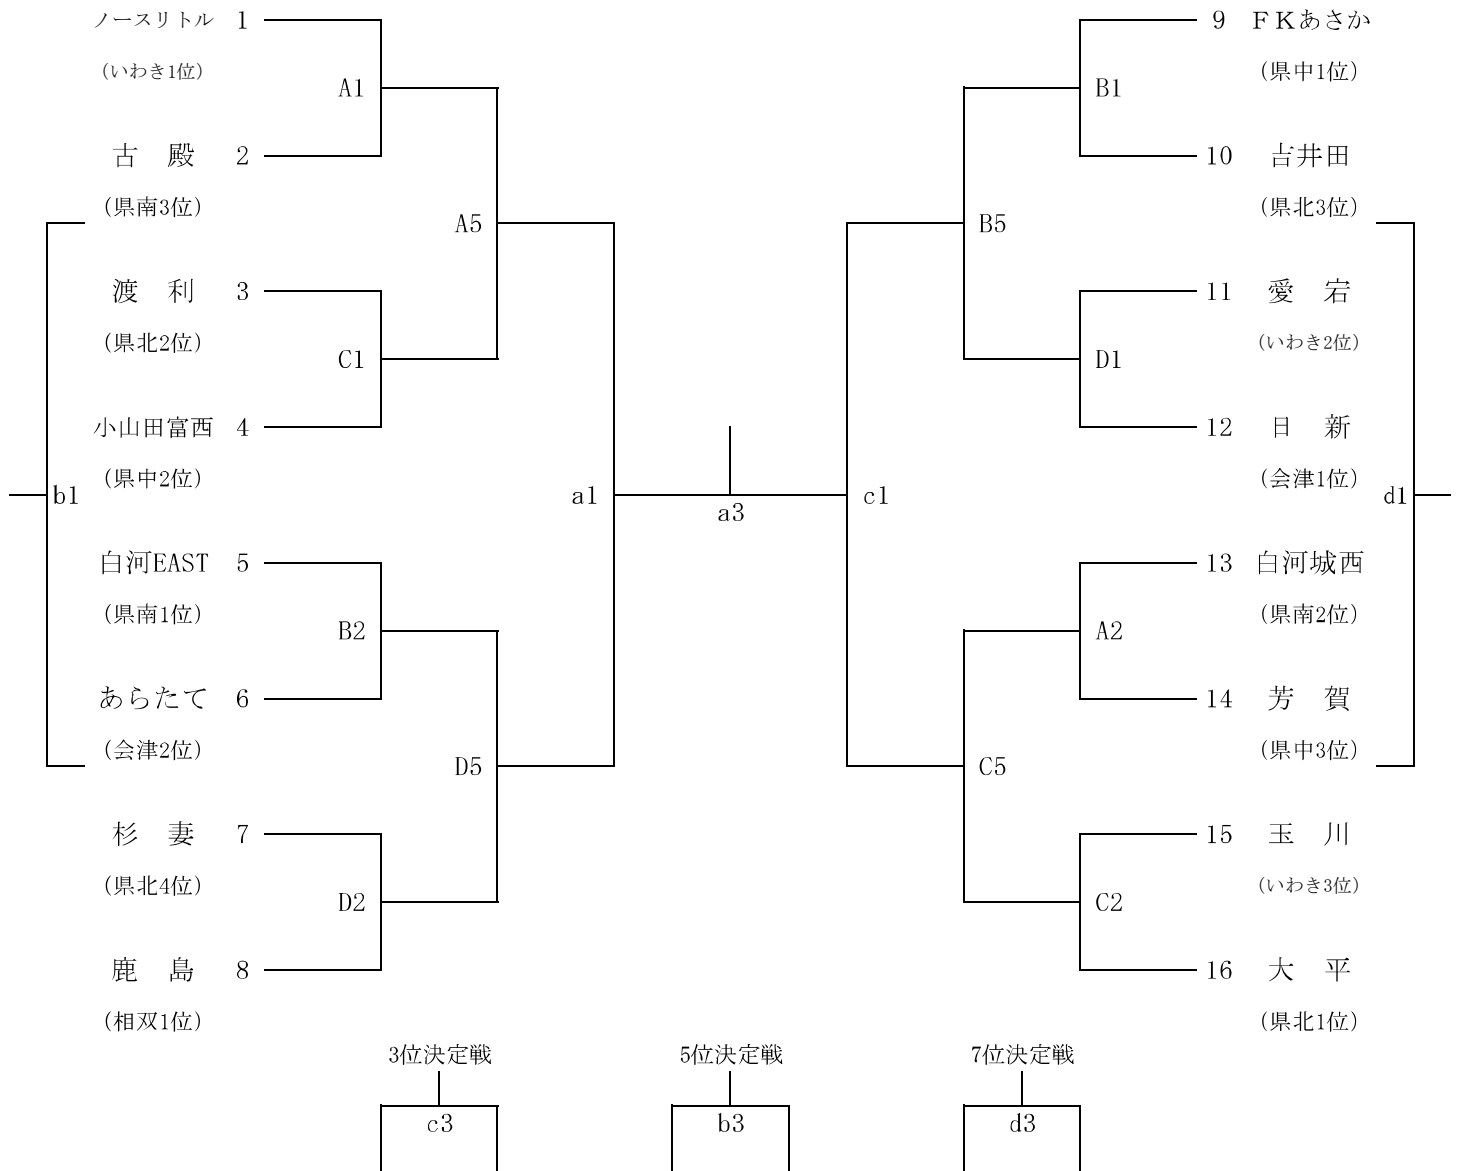 ノースリトル 1
(いわき1位)
A1
古 殿 2
(県南3位)
A5
渡 利 3
(県北2位)
C1
小山田富西 4
(県中2位)
b1
a1
白河EAST 5
(県南1位)
B2
あらたて 6
(会津2位)
D5
杉 妻 7
(県北4位)
D2
鹿 島 8
(相双1位)
a3
9 ＦＫあさか
(県中1位)
B1
10 吉井田
(県北3位)
B5
11 愛 宕
(いわき2位)
D1
12 日 新
(会津1位)
c1
d1
13 白河城西
(県南2位)
A2
14 芳 賀
(県中3位)
C5
15 玉 川
(いわき3位)
C2
16 大 平
(県北1位)
3位決定戦
c3
5位決定戦
b3
7位決定戦
d3